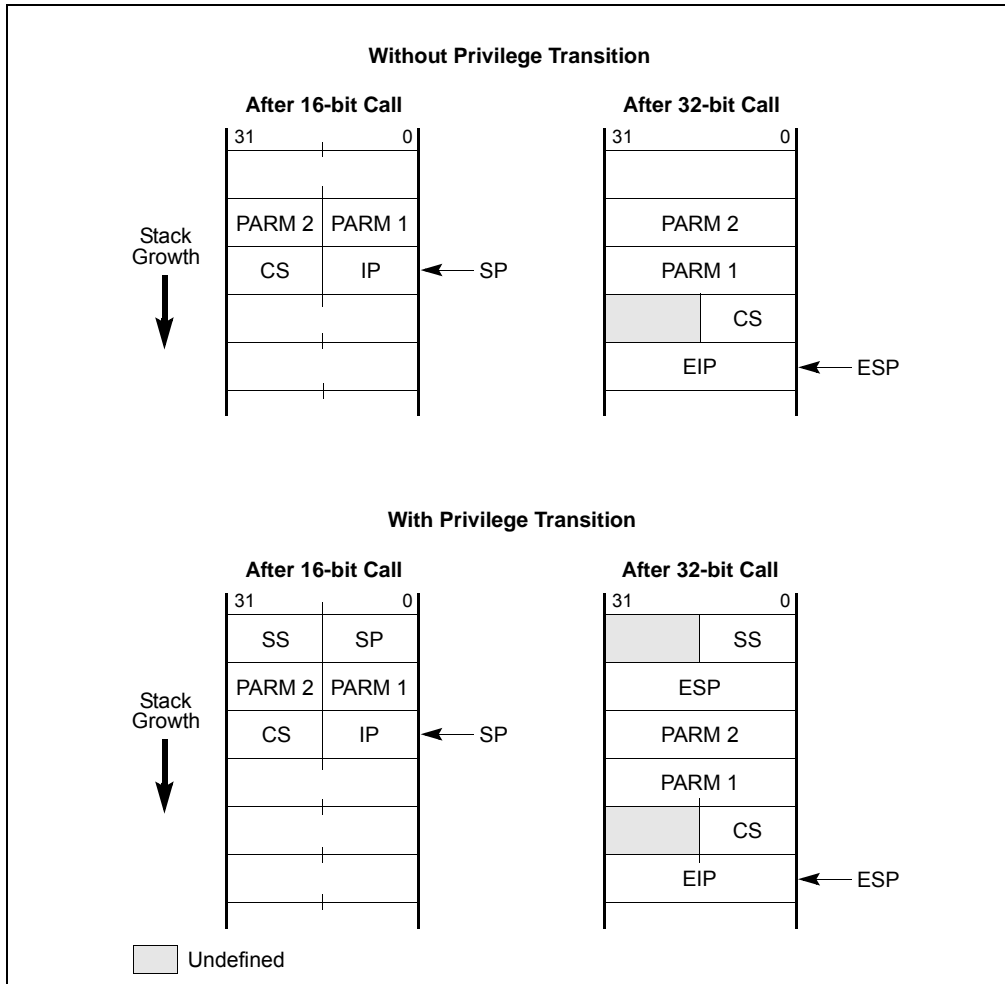 Without Privilege Transition
After 16-bit Call
After 32-bit Call
31 0
31 0
PARM 2 PARM 1
PARM 2
Stack
Growth
CS IP
SP
PARM 1
CS
EIP
ESP
With Privilege Transition
After 16-bit Call
After 32-bit Call
31 0
31 0
SS SP
SS
PARM 2 PARM 1
ESP
Stack
Growth
CS IP
SP
PARM 2
PARM 1
CS
EIP
ESP
Undefined